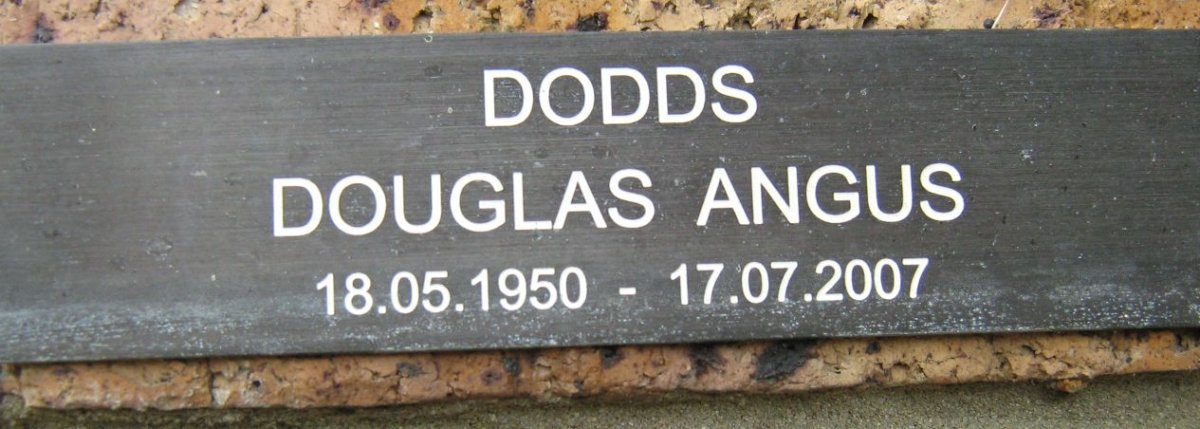 DODDS
DOUGLAS ANGUS
18.05.1950 - 17.07.2007